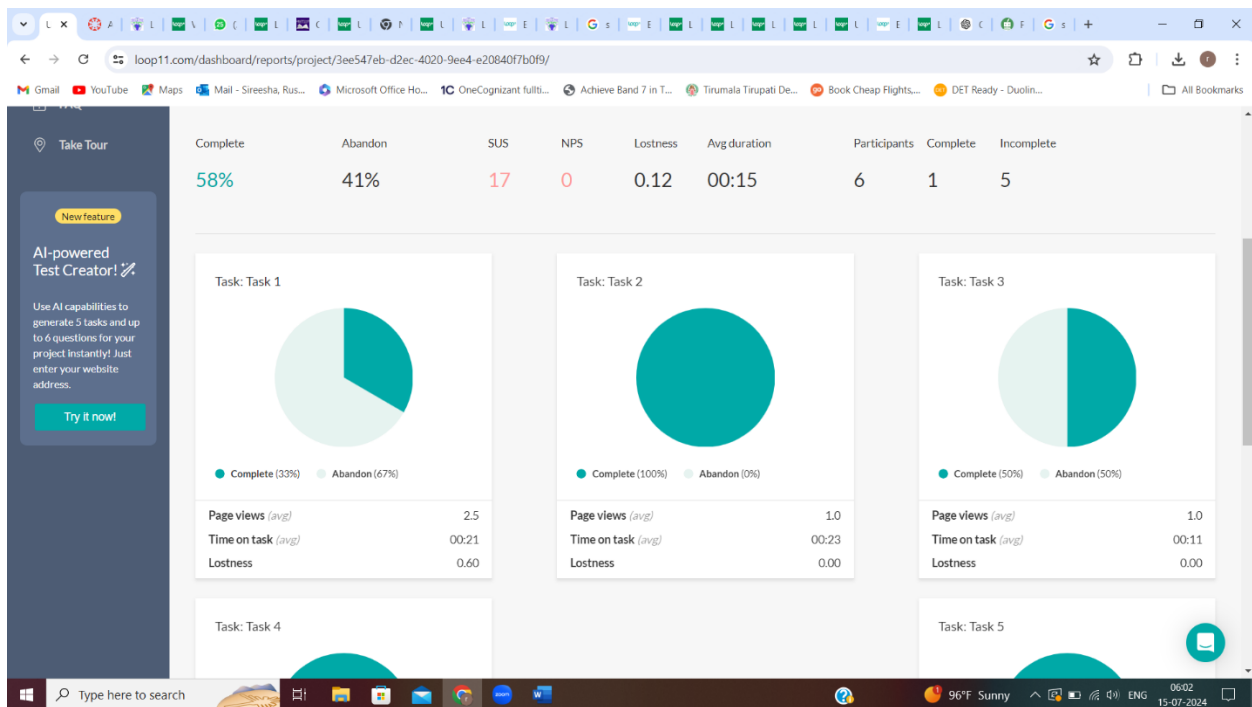 loop11.com/dashboard/reports/project/3ee547eb-d2ec-4020-9ee4-e20840f7b0f9/
Gmail YouTube Maps Mail - Sireesha, Rus... Microsoft Office Ho... 1C OneCognizant fullti... Achieve Band 7 in T... Tirumala Tirupati De... Book Cheap Flights,... DET Ready - Duolin... All Bookmarks
FAQ
Take Tour
New feature
AI-powered
Test Creator!
Use AI capabilities to
generate 5 tasks and up
to 6 questions for your
project instantly! Just
enter your website
address.
Try it now!
Complete Abandon SUS NPS Lostness Avg duration Participants Complete Incomplete
58% 41% 17 0 0.12 00:15 6 1 5
Task: Task 1
Complete (33%) Abandon (67%)
Page views (avg) 2.5
Time on task (avg) 00:21
Lostness 0.60
Task: Task 2
Complete (100%) Abandon (0%)
Page views (avg) 1.0
Time on task (avg) 00:23
Lostness 0.00
Task: Task 3
Complete (50%) Abandon (50%)
Page views (avg) 1.0
Time on task (avg) 00:11
Lostness 0.00
Task: Task 4
Task: Task 5
Type here to search
96°F Sunny ENG 06:02
15-07-2024